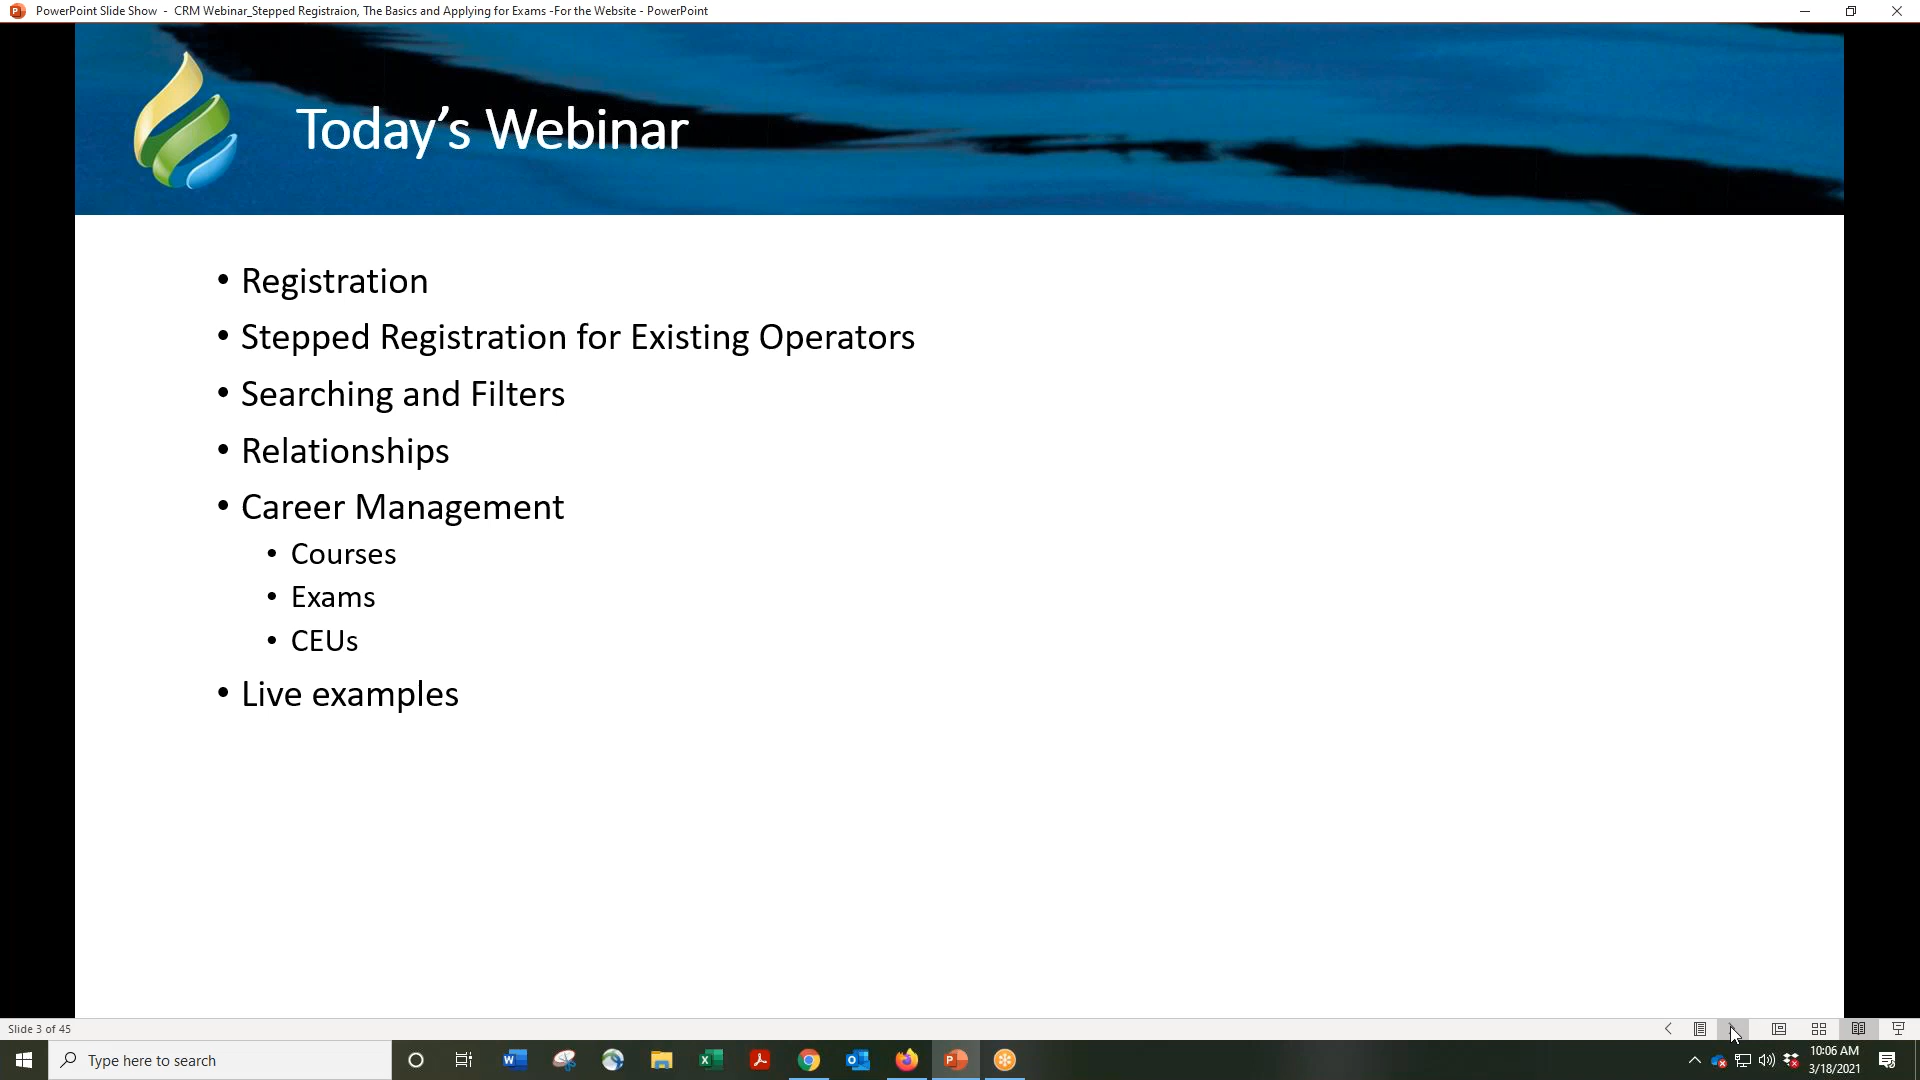 PowerPoint Slide Show - CRM Webinar_Stepped Registraion, The Basics and Applying for Exams -For the Website - PowerPoint
Today's Webinar
• Registration
• Stepped Registration for Existing Operators
• Searching and Filters
• Relationships
• Career Management
• Courses
• Exams
• CEUs
• Live examples
Slide 3 of 45
Type here to search
10:06 AM
3/18/2021